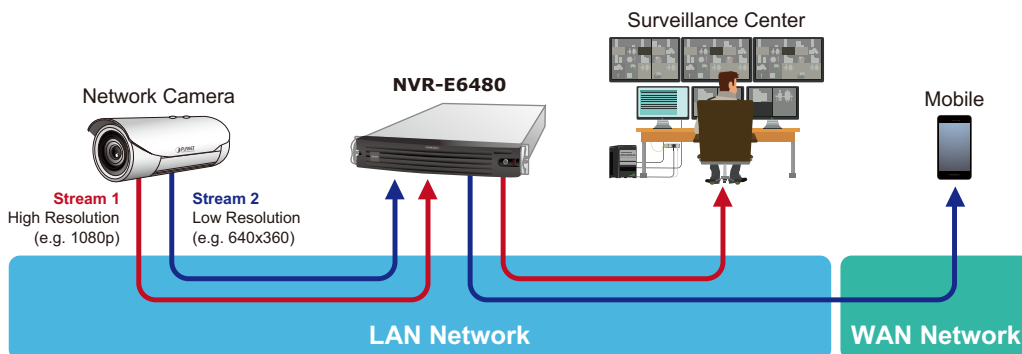 Surveillance Center
NVR-E6480
Network Camera
Mobile
PLANET
Stream 1
High Resolution
(e.g. 1080p)
Stream 2
Low Resolution
(e.g. 640x360)
LAN Network
WAN Network